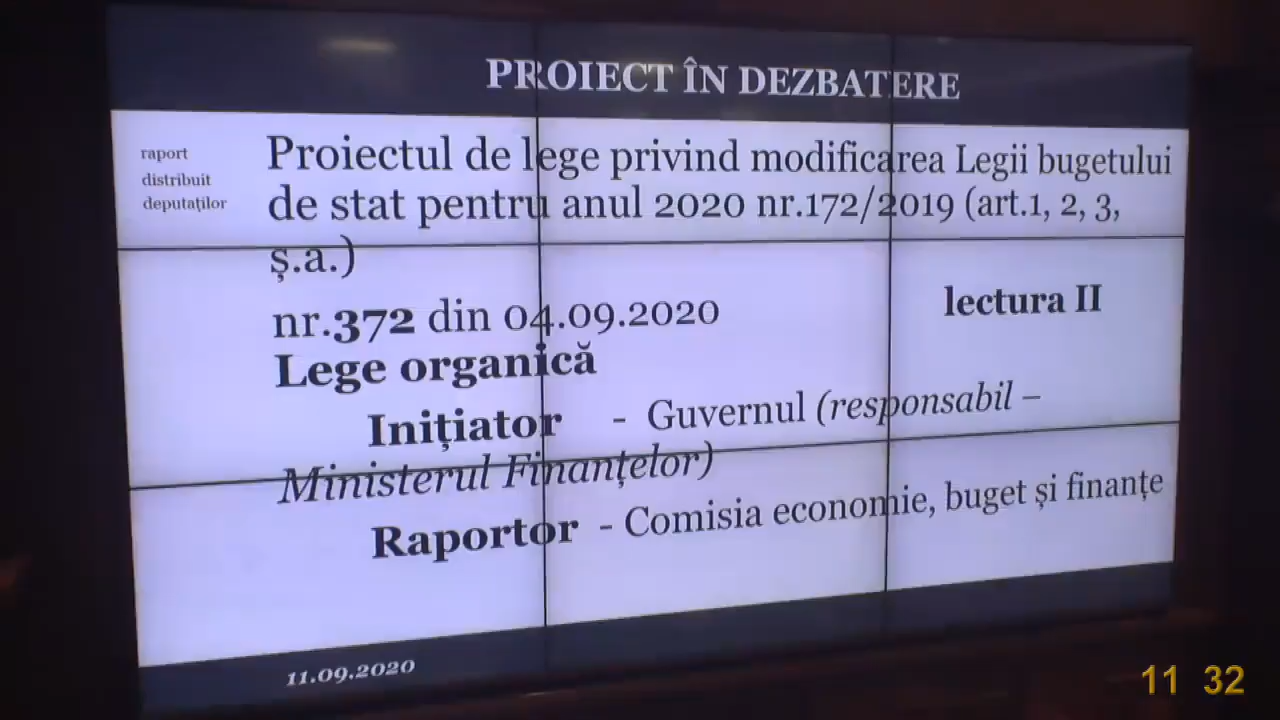 PROIECT ÎN DEZBATERE
raport
distribuit
deputaților
Proiectul de lege privind modificarea Legii bugetului
de stat pentru anul 2020 nr.172/2019 (art.1, 2, 3,
ș.a.)
nr.372 din 04.09.2020
lectura II
Lege organică
Inițiator - Guvernul (responsabil –
Ministerul Finanțelor)
Raportor - Comisia economie, buget și finanțe
11.09.2020
11 32